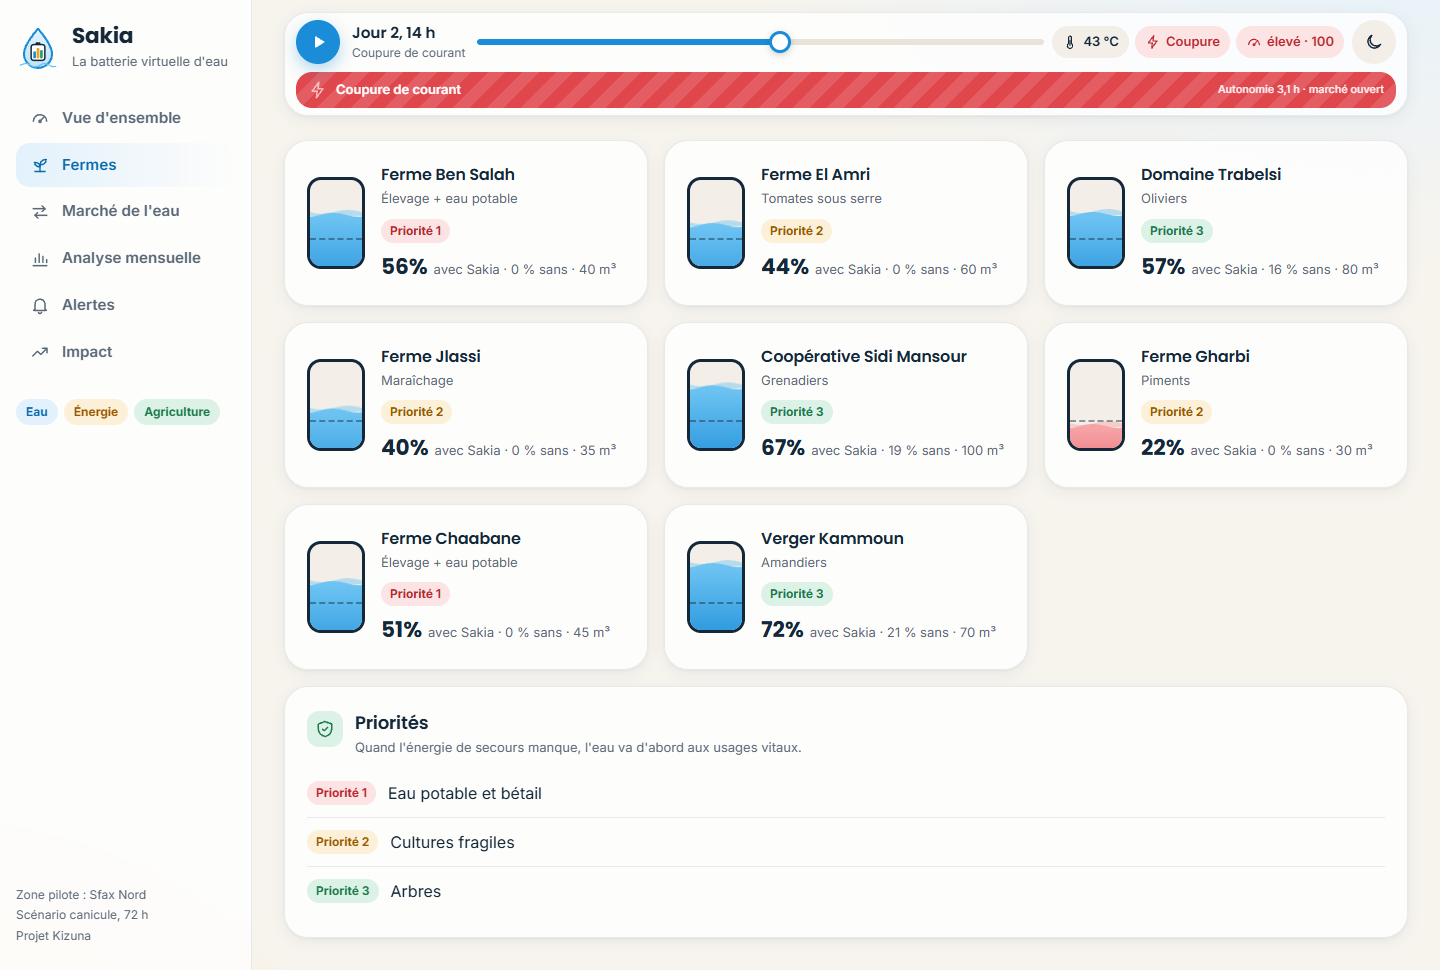 Sakia
La batterie virtuelle d'eau
Vue d'ensemble
Fermes
Marché de l'eau
Analyse mensuelle
Alertes
Impact
Eau
Énergie
Agriculture
Zone pilote : Sfax Nord
Scénario canicule, 72 h
Projet Kizuna
Jour 2, 14 h
Coupure de courant
43 °C
Coupure
élevé · 100
Coupure de courant
Autonomie 3,1 h · marché ouvert
Ferme Ben Salah
Élevage + eau potable
Priorité 1
56% avec Sakia · 0 % sans · 40 m³
Ferme El Amri
Tomates sous serre
Priorité 2
44% avec Sakia · 0 % sans · 60 m³
Domaine Trabelsi
Oliviers
Priorité 3
57% avec Sakia · 16 % sans · 80 m³
Ferme Jlassi
Maraîchage
Priorité 2
40% avec Sakia · 0 % sans · 35 m³
Coopérative Sidi Mansour
Grenadiers
Priorité 3
67% avec Sakia · 19 % sans · 100 m³
Ferme Gharbi
Piments
Priorité 2
22% avec Sakia · 0 % sans · 30 m³
Ferme Chaabane
Élevage + eau potable
Priorité 1
51% avec Sakia · 0 % sans · 45 m³
Verger Kammoun
Amandiers
Priorité 3
72% avec Sakia · 21 % sans · 70 m³
Priorités
Quand l'énergie de secours manque, l'eau va d'abord aux usages vitaux.
Priorité 1 Eau potable et bétail
Priorité 2 Cultures fragiles
Priorité 3 Arbres